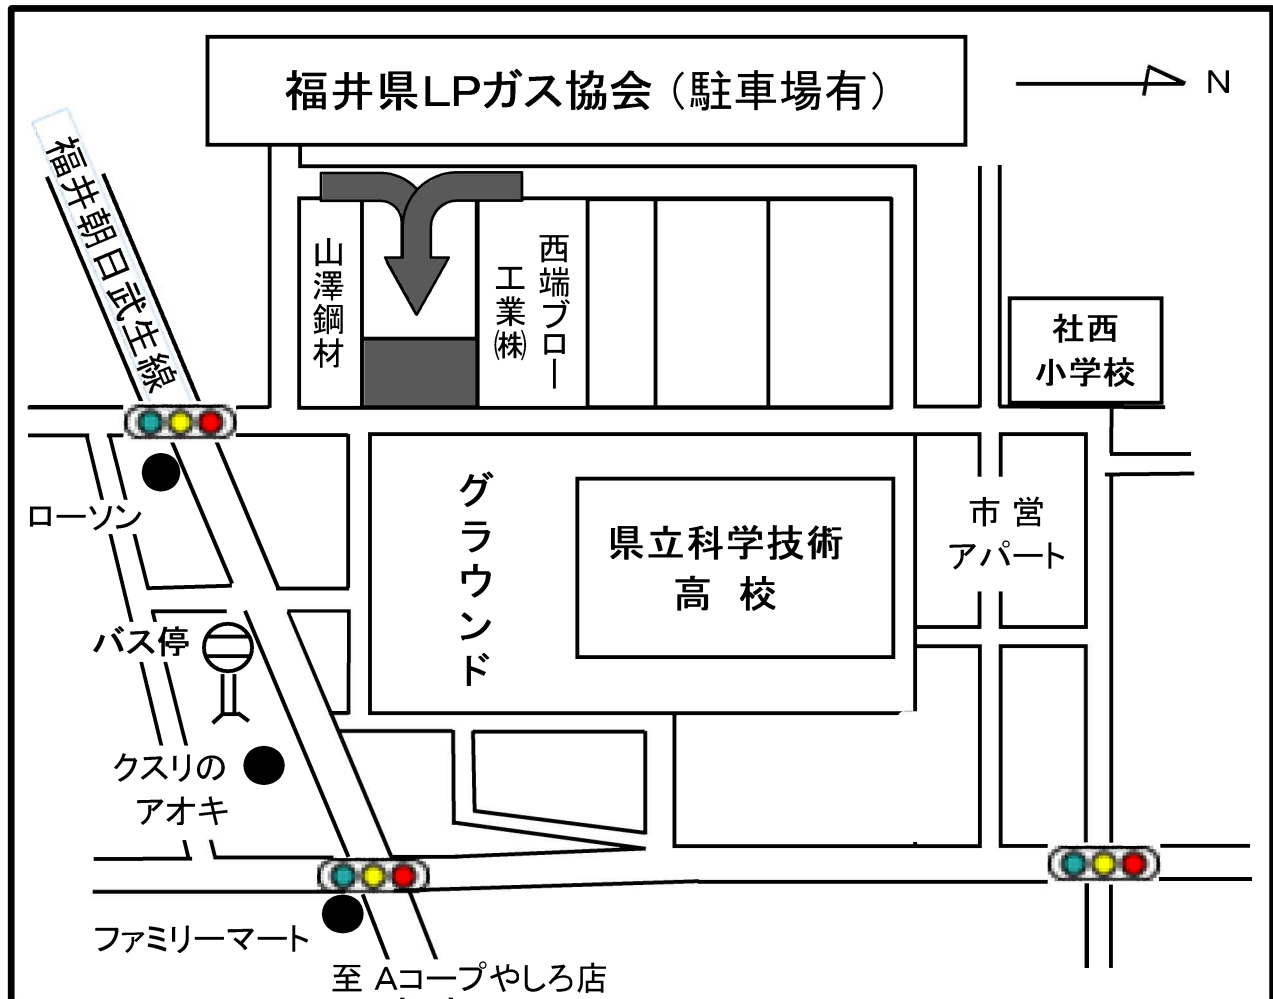 福井県LPガス協会（駐車場有）
N
福井朝日武生線
山澤鋼材
西端ブロー
工業㈱
社西
小学校
ローソン
グラウンド
県立科学技術
高 校
市 営
アパート
バス停
クスリの
アオキ
ファミリーマート
至 Aコープやしろ店